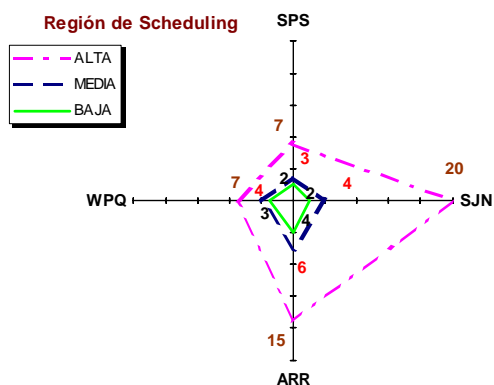 Región de Scheduling
SPS
ALTA
MEDIA
BAJA
7
3
20
7
4
2
2
4
WPQ
SJN
3
4
6
15
ARR